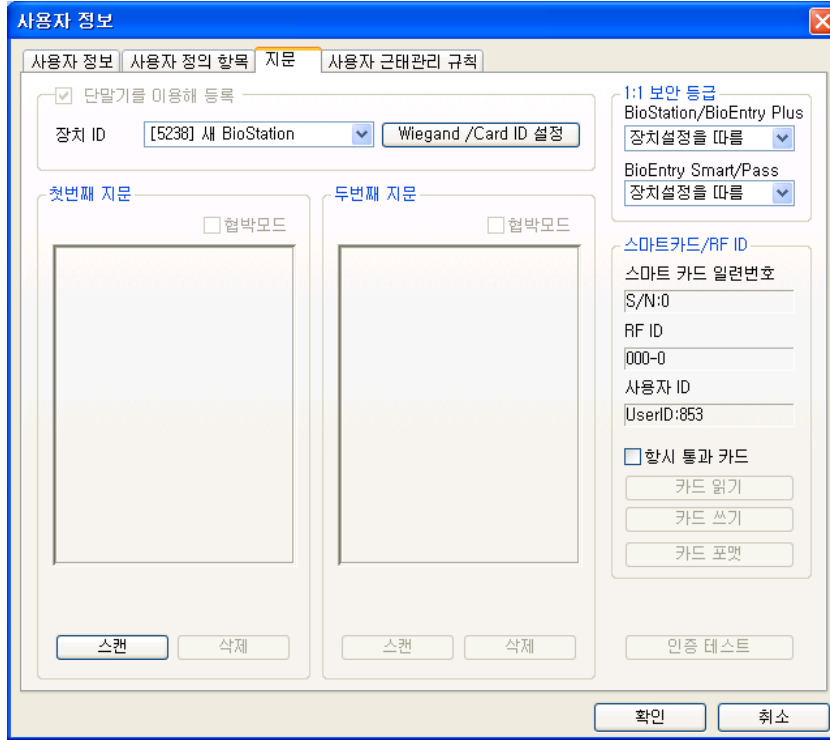 사용자 정보
사용자 정보 사용자 정의 항목 지문 사용자 근태관리 규칙
단말기를 이용해 등록
장치 ID [5238] 새 BioStation Wiegand /Card ID 설정
1:1 보안 등급
BioStation/BioEntry Plus
장치설정을 따름
BioEntry Smart/Pass
장치설정을 따름
첫번째 지문
협박모드
스캔 삭제
두번째 지문
협박모드
스캔 삭제
스마트카드/RF ID
스마트 카드 일련번호
S/N:0
RF ID
000-0
사용자 ID
UserID:853
항시 통과 카드
카드 읽기
카드 쓰기
카드 포맷
인증 테스트
확인 취소